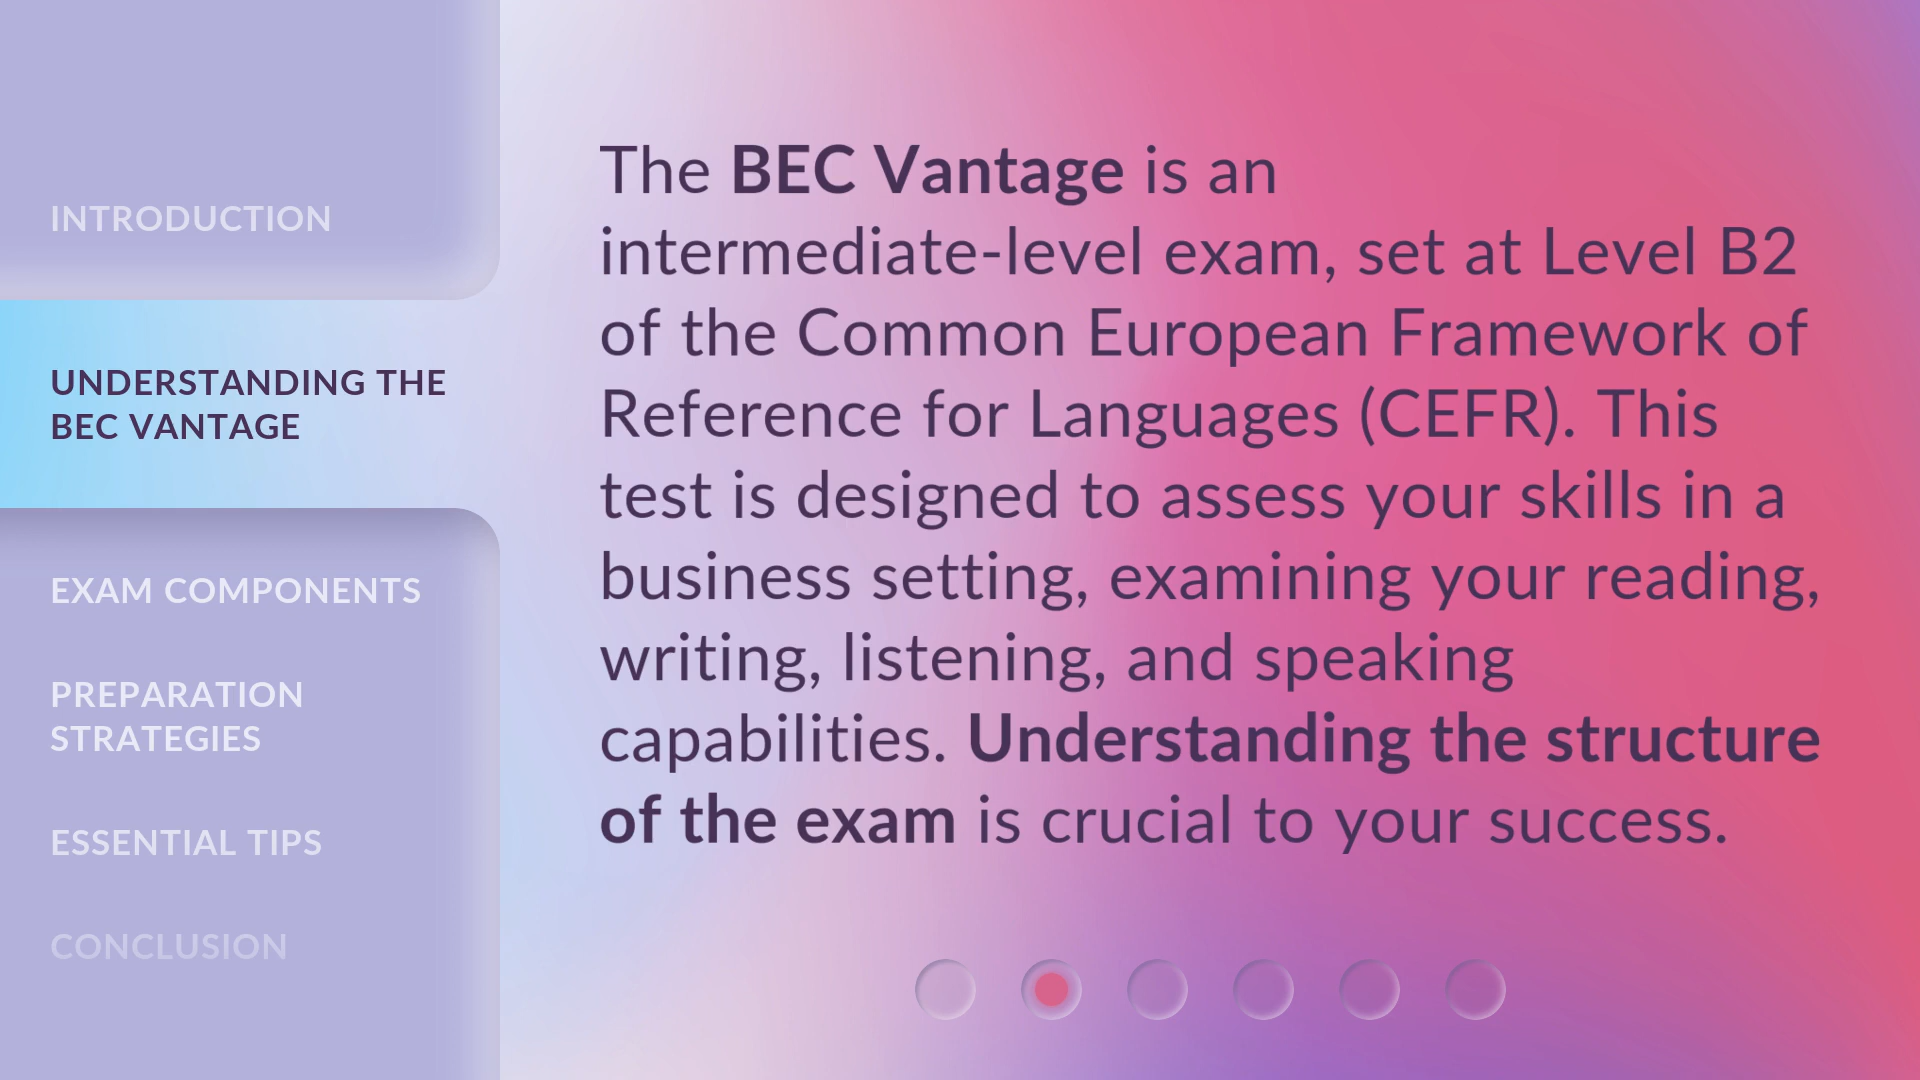 INTRODUCTION
UNDERSTANDING THE
BEC VANTAGE
EXAM COMPONENTS
PREPARATION
STRATEGIES
ESSENTIAL TIPS
CONCLUSION
The BEC Vantage is an
intermediate-level exam, set at Level B2
of the Common European Framework of
Reference for Languages (CEFR). This
test is designed to assess your skills in a
business setting, examining your reading,
writing, listening, and speaking
capabilities. Understanding the structure
of the exam is crucial to your success.